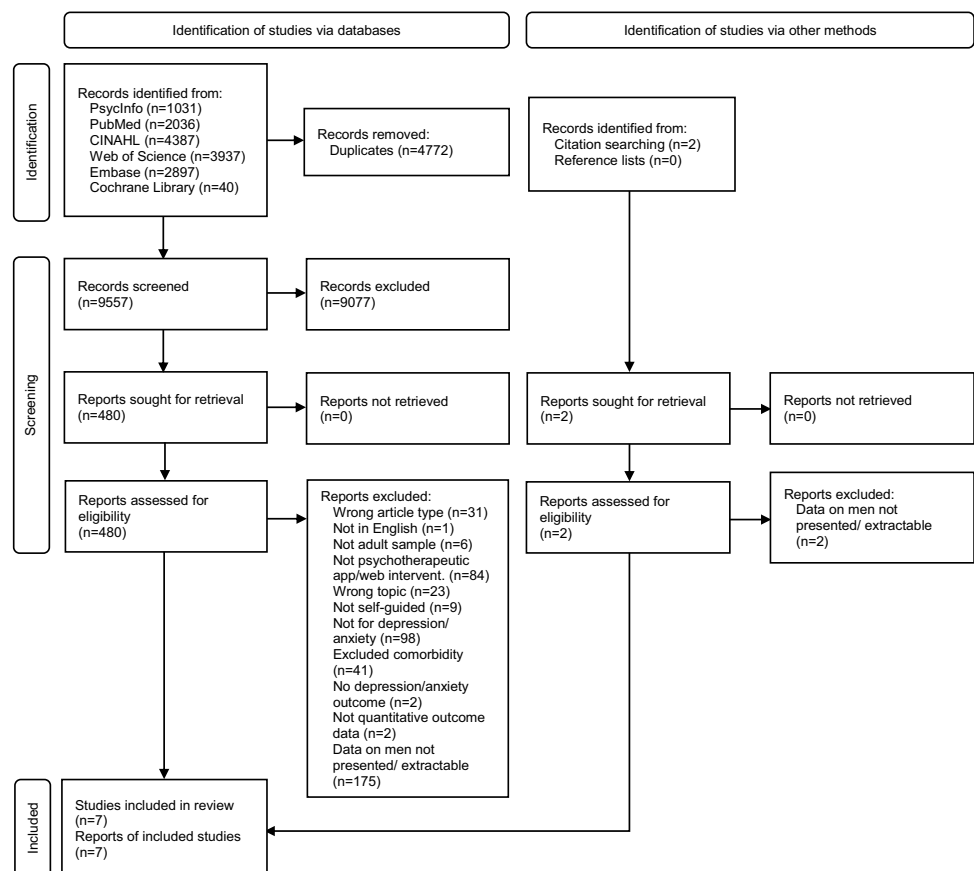 Identification of studies via databases
Identification of studies via other methods
Identification
Records identified from:
PsycInfo (n=1031)
PubMed (n=2036)
CINAHL (n=4387)
Web of Science (n=3937)
Embase (n=2897)
Cochrane Library (n=40)
Records removed:
Duplicates (n=4772)
Records identified from:
Citation searching (n=2)
Reference lists (n=0)
Screening
Records screened
(n=9557)
Records excluded
(n=9077)
Reports sought for retrieval
(n=480)
Reports not retrieved
(n=0)
Reports sought for retrieval
(n=2)
Reports not retrieved
(n=0)
Reports assessed for
eligibility
(n=480)
Reports excluded:
Wrong article type (n=31)
Not in English (n=1)
Not adult sample (n=6)
Not psychotherapeutic
app/web intervent. (n=84)
Wrong topic (n=23)
Not self-guided (n=9)
Not for depression/
anxiety (n=98)
Excluded comorbidity
(n=41)
No depression/anxiety
outcome (n=2)
Not quantitative outcome
data (n=2)
Data on men not
presented/ extractable
(n=175)
Reports assessed for
eligibility
(n=2)
Reports excluded:
Data on men not
presented/ extractable
(n=2)
Included
Studies included in review
(n=7)
Reports of included studies
(n=7)